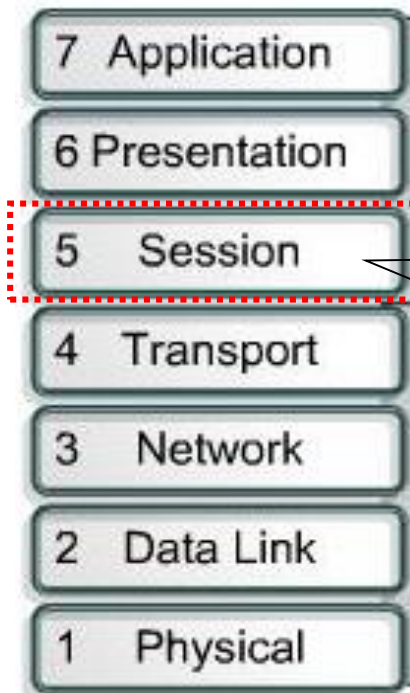 7 Application
6 Presentation
5 Session
4 Transport
3 Network
2 Data Link
1 Physical